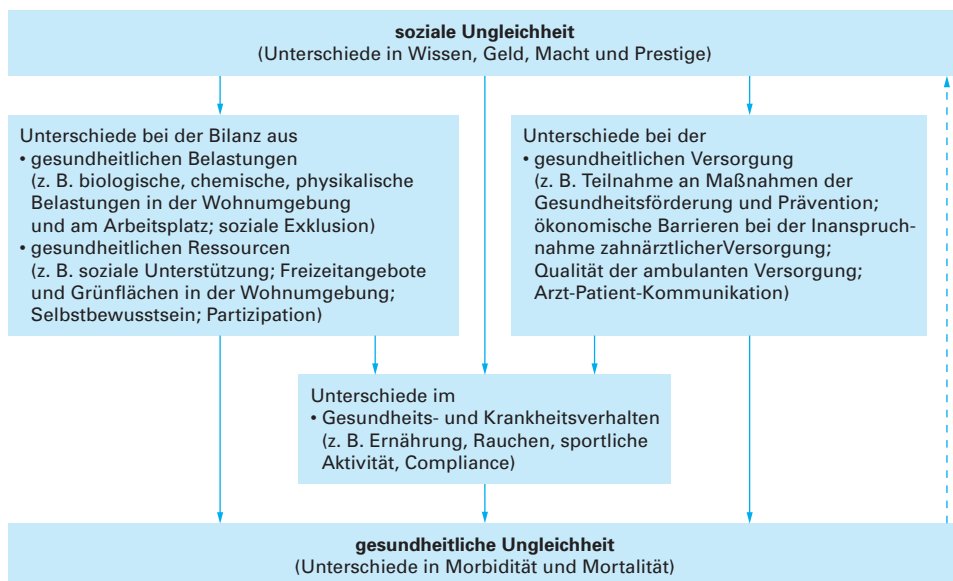 soziale Ungleichheit
(Unterschiede in Wissen, Geld, Macht und Prestige)
Unterschiede bei der Bilanz aus
• gesundheitlichen Belastungen
(z. B. biologische, chemische, physikalische
Belastungen in der Wohnumgebung
und am Arbeitsplatz; soziale Exklusion)
• gesundheitlichen Ressourcen
(z. B. soziale Unterstützung; Freizeitangebote
und Grünflächen in der Wohnumgebung;
Selbstbewusstsein; Partizipation)
Unterschiede bei der
• gesundheitlichen Versorgung
(z. B. Teilnahme an Maßnahmen der
Gesundheitsförderung und Prävention;
ökonomische Barrieren bei der Inanspruch-
nahme zahnärztlicherVersorgung;
Qualität der ambulanten Versorgung;
Arzt-Patient-Kommunikation)
Unterschiede im
• Gesundheits- und Krankheitsverhalten
(z. B. Ernährung, Rauchen, sportliche
Aktivität, Compliance)
gesundheitliche Ungleichheit
(Unterschiede in Morbidität und Mortalität)